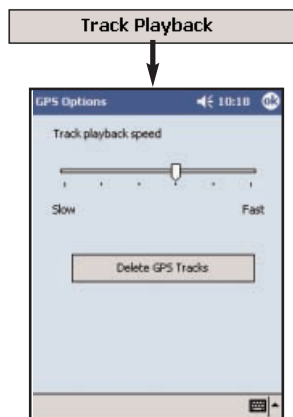 Track Playback
GPS Options 10:18 ok
Track playback speed
Slow Fast
Delete GPS Tracks